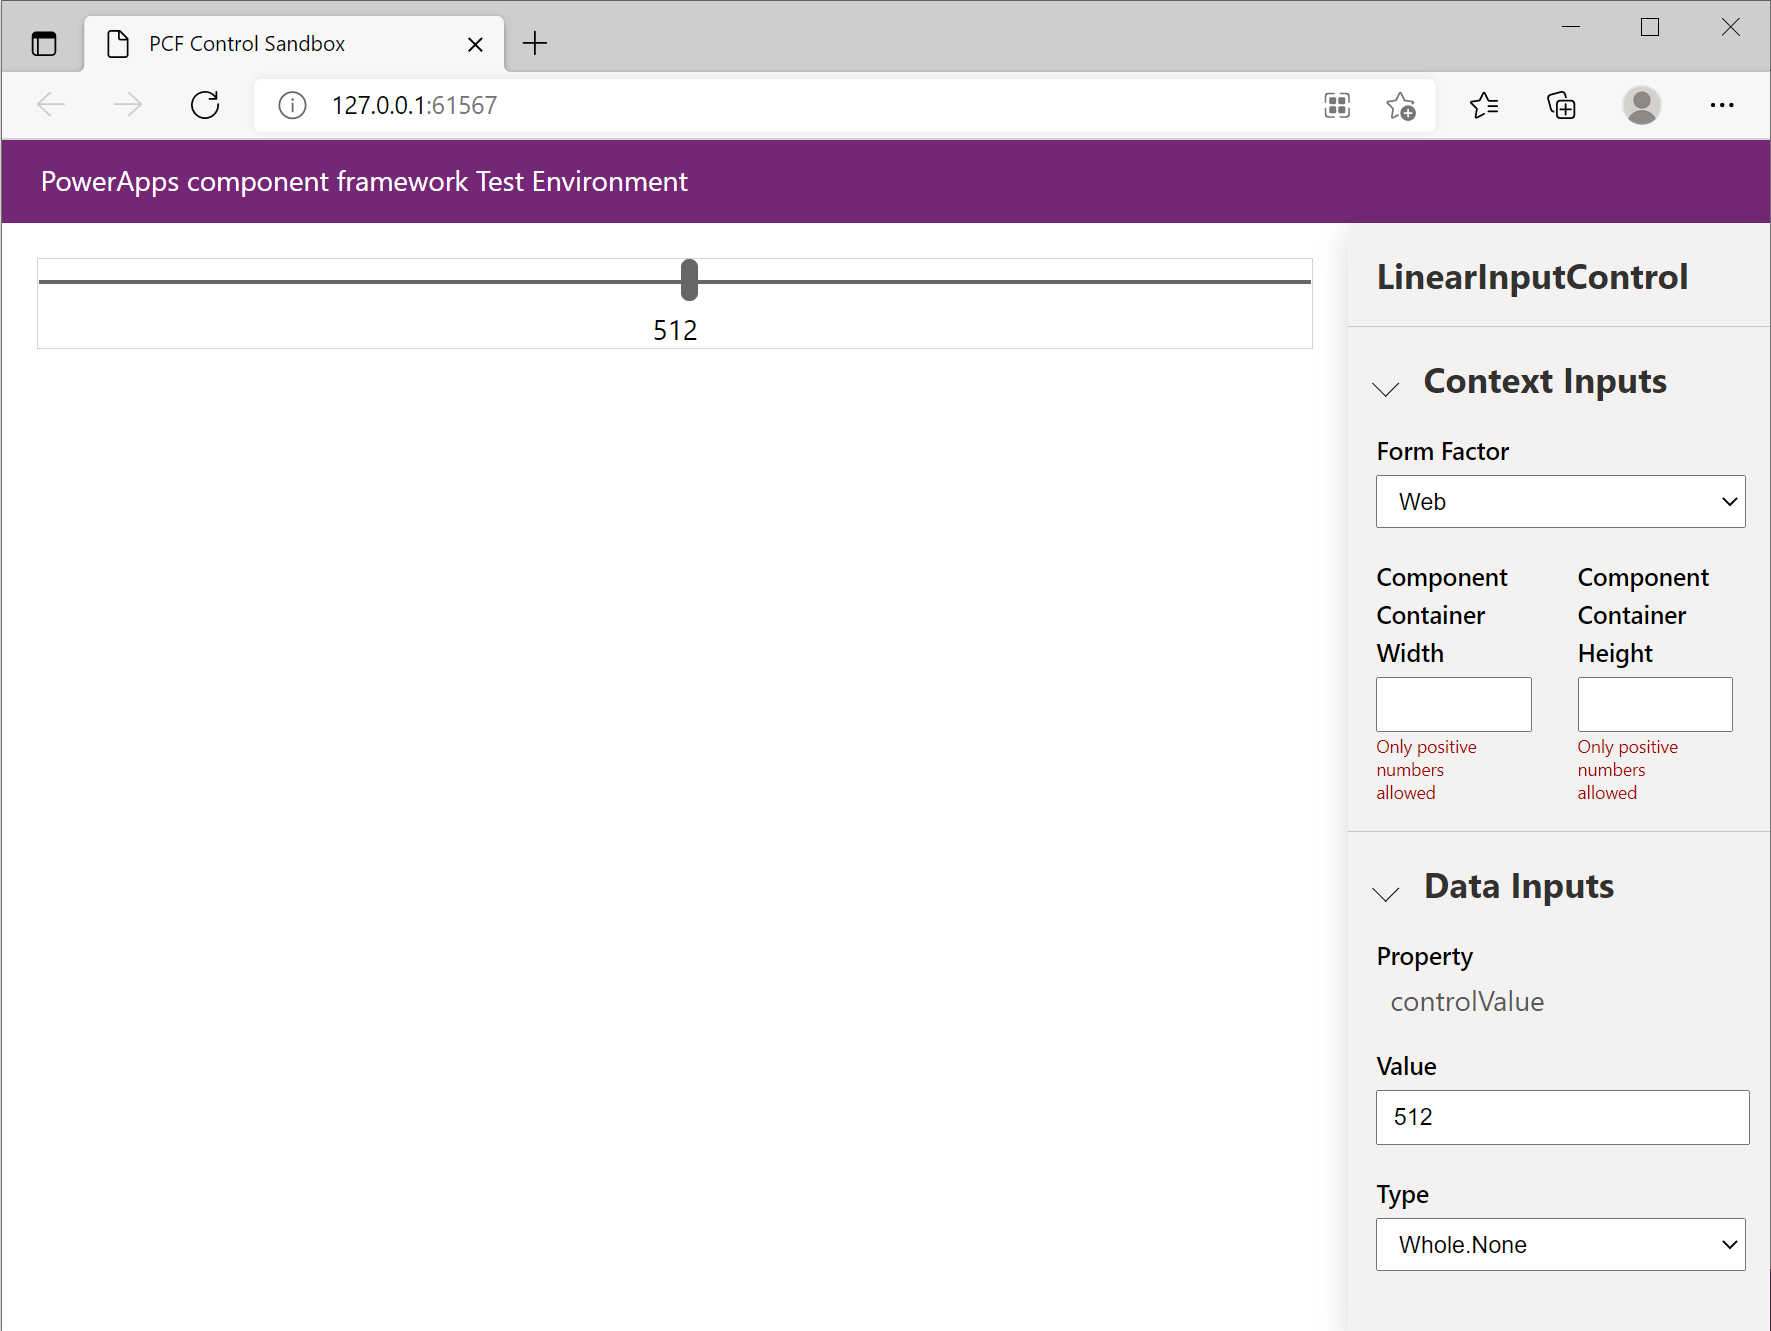 PCF Control Sandbox
127.0.0.1:61567
PowerApps component framework Test Environment
512
LinearInputControl
Context Inputs
Form Factor
Web
Component
Container
Width
Component
Container
Height
Only positive
numbers
allowed
Only positive
numbers
allowed
Data Inputs
Property
controlValue
Value
512
Type
Whole.None